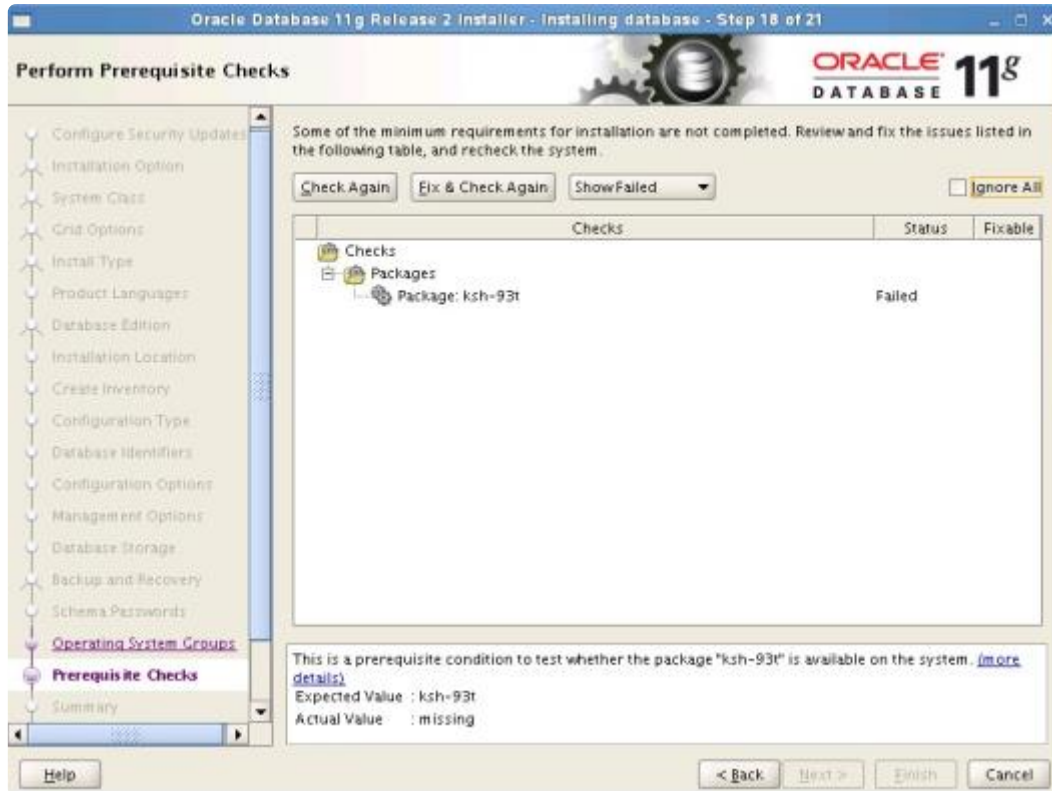 Oracle Database 11g Release 2 Installer - Installing database - Step 18 of 21
Perform Prerequisite Checks
ORACLE
DATABASE
11g
Configure Security Updates
Installation Option
System Class
Grid Options
Install Type
Product Languages
Database Edition
Installation Location
Create Inventory
Configuration Type
Database Identifiers
Configuration Options
Management Options
Database Storage
Backup and Recovery
Schema Passwords
Operating System Groups
Prerequisite Checks
Summary
Some of the minimum requirements for installation are not completed. Review and fix the issues listed in
the following table, and recheck the system.
Check Again
Fix & Check Again
Show Failed
Ignore All
Checks
Status
Fixable
Checks
Packages
Package: ksh-93t
Failed
This is a prerequisite condition to test whether the package "ksh-93t" is available on the system. (more
details)
Expected Value : ksh-93t
Actual Value : missing
Help
< Back
Next >
Finish
Cancel